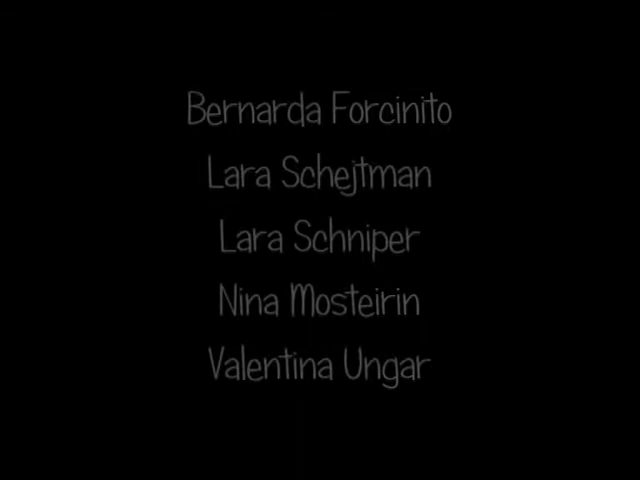 Bernarda Forcinito
Lara Schejtman
Lara Schniper
Nina Mosteirin
Valentina Ungar